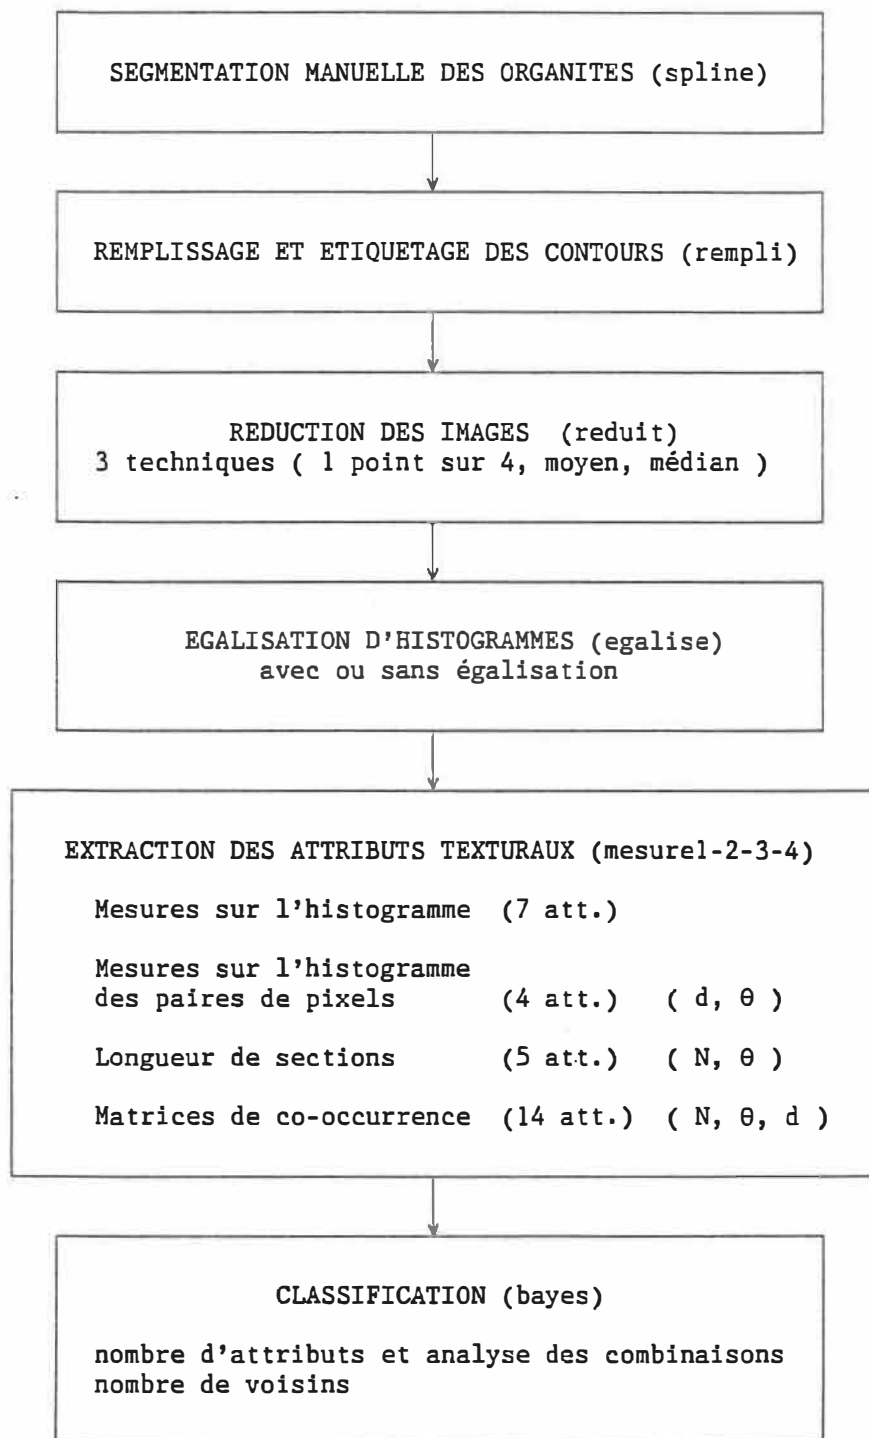 SEGMENTATION MANUELLE DES ORGANITES (spline)
REMPLISSAGE ET ETIQUETAGE DES CONTOURS (rempli)
REDUCTION DES IMAGES (reduit)
3 techniques ( 1 point sur 4, moyen, médian )
EGALISATION D'HISTOGRAMMES (egalise)
avec ou sans égalisation
EXTRACTION DES ATTRIBUTS TEXTURAUX (mesure1-2-3-4)
Mesures sur l'histogramme (7 att.)
Mesures sur l'histogramme
des paires de pixels (4 att.) ( d, θ )
Longueur de sections (5 att.) ( N, θ )
Matrices de co-occurrence (14 att.) ( N, θ, d )
CLASSIFICATION (bayes)
nombre d'attributs et analyse des combinaisons
nombre de voisins